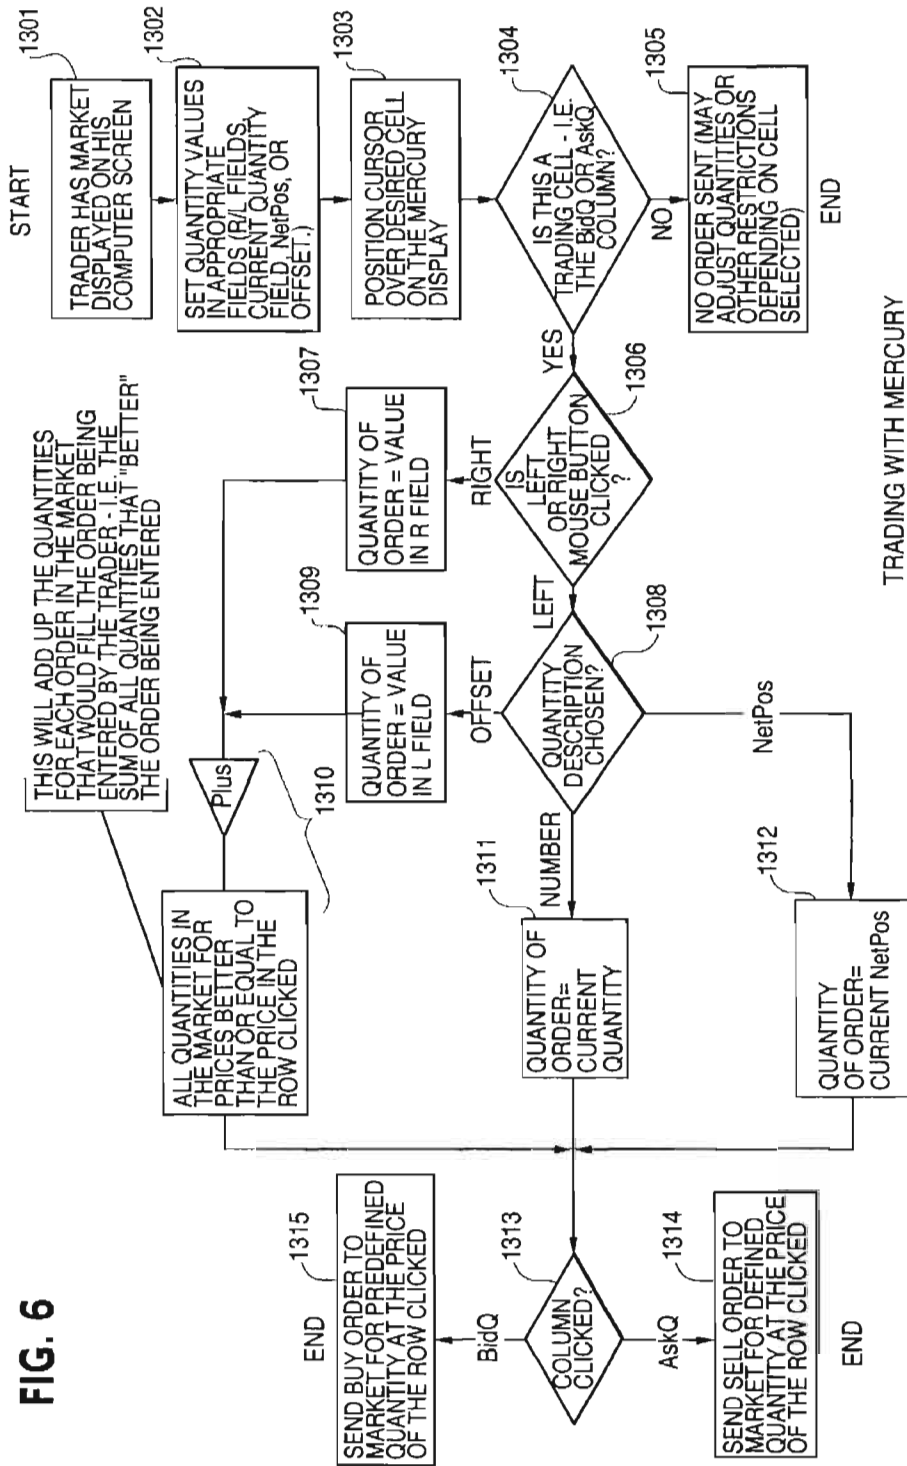 FIG. 6
START
1301
TRADER HAS MARKET
DISPLAYED ON HIS
COMPUTER SCREEN
1302
SET QUANTITY VALUES
IN APPROPRIATE
FIELDS (R/L FIELDS,
CURRENT QUANTITY
FIELD, NetPos, OR
OFFSET.)
1303
POSITION CURSOR
OVER DESIRED CELL
ON THE MERCURY
DISPLAY
1304
IS THIS A
TRADING CELL - I.E.
THE BidQ OR AskQ
COLUMN?
NO
1305
NO ORDER SENT (MAY
ADJUST QUANTITIES OR
OTHER RESTRICTIONS
DEPENDING ON CELL
SELECTED)
END
YES
1306
IS
LEFT
OR RIGHT
MOUSE BUTTON
CLICKED
?
RIGHT
1307
QUANTITY OF
ORDER = VALUE
IN R FIELD
LEFT
1308
QUANTITY
DESCRIPTION
CHOSEN?
OFFSET
1309
QUANTITY OF
ORDER = VALUE
IN L FIELD
Plus
1310
THIS WILL ADD UP THE QUANTITIES
FOR EACH ORDER IN THE MARKET
THAT WOULD FILL THE ORDER BEING
ENTERED BY THE TRADER - I.E. THE
SUM OF ALL QUANTITIES THAT "BETTER"
THE ORDER BEING ENTERED
ALL QUANTITIES IN
THE MARKET FOR
PRICES BETTER
THAN OR EQUAL TO
THE PRICE IN THE
ROW CLICKED
NUMBER
1311
QUANTITY OF
ORDER=
CURRENT
QUANTITY
NetPos
1312
QUANTITY
OF ORDER=
CURRENT NetPos
1313
COLUMN
CLICKED?
BidQ
1315
SEND BUY ORDER TO
MARKET FOR PREDEFINED
QUANTITY AT THE PRICE
OF THE ROW CLICKED
END
AskQ
1314
SEND SELL ORDER TO
MARKET FOR DEFINED
QUANTITY AT THE PRICE
OF THE ROW CLICKED
END
TRADING WITH MERCURY